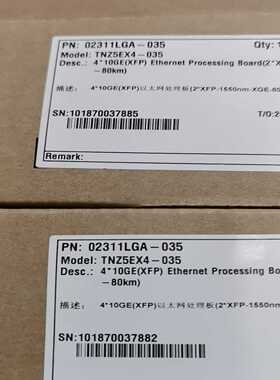 PN: 02311LGA-035 Qty: 1
Model: TNZ5EX4-035
Desc.: 4*10GE(XFP) Ethernet Processing Board(2*
-80km)
描述: 4*10GE(XFP)以太网处理板(2*XFP-1550nm-XGE-8
SN:101870037885 T/O:2
Remark:
PN: 02311LGA-035
Model: TNZ5EX4-035
Desc.: 4*10GE(XFP) Ethernet Processing Boa
-80km)
描述: 4*10GE(XFP)以太网处理板(2*XFP-1550nm
SN:101870037882